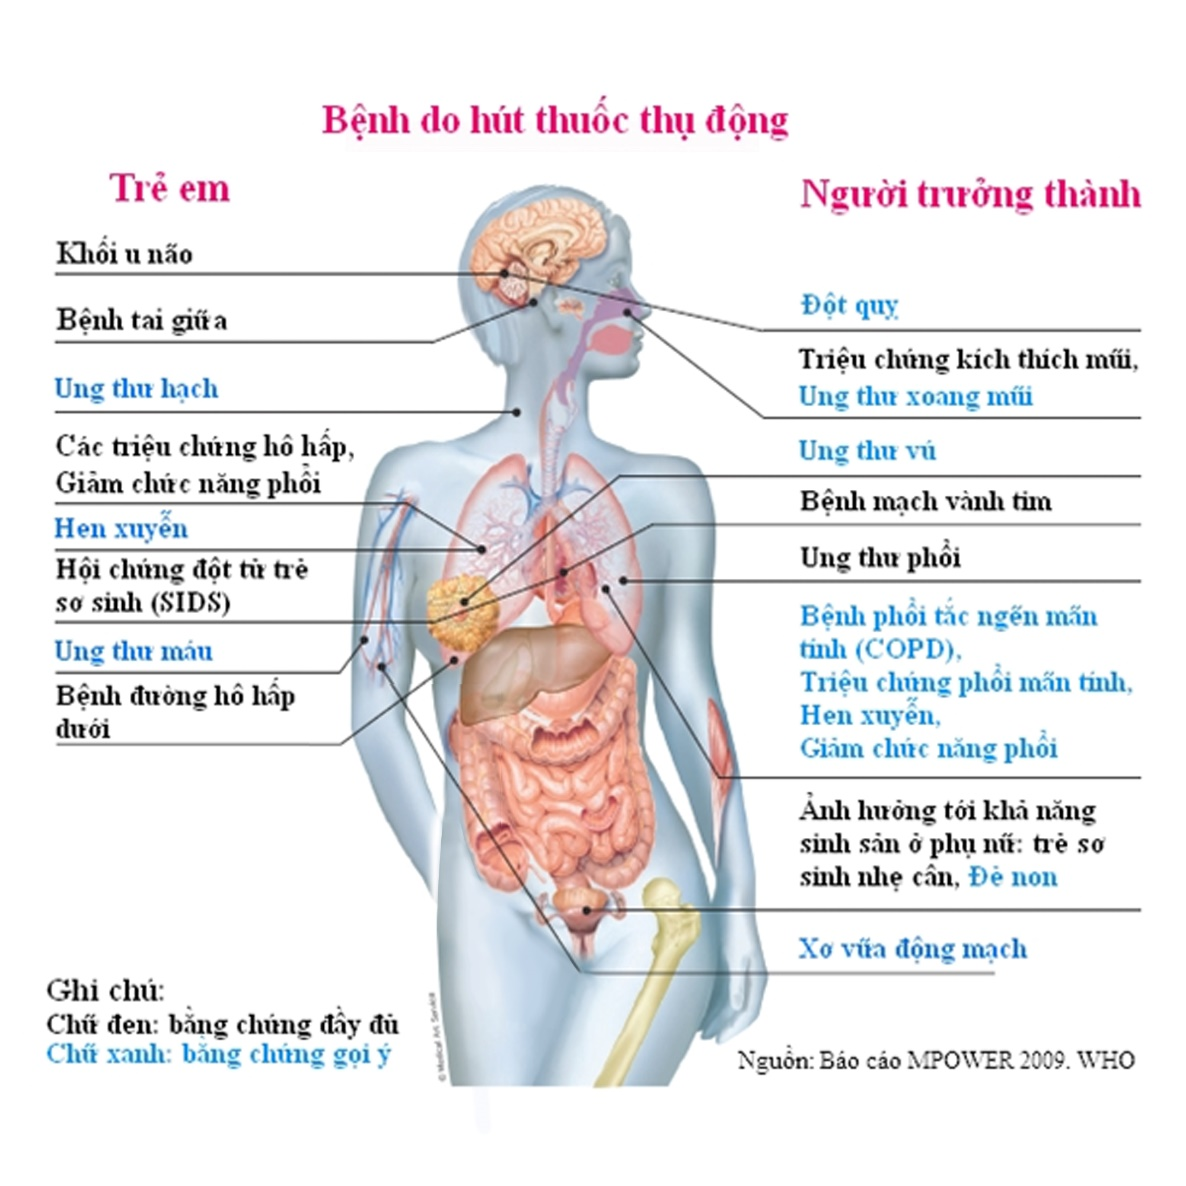 Bệnh do hút thuốc thụ động
Trẻ em
Khối u não
Bệnh tai giữa
Ung thư hạch
Các triệu chứng hô hấp,
Giảm chức năng phổi
Hen xuyễn
Hội chứng đột tử trẻ
sơ sinh (SIDS)
Ung thư máu
Bệnh đường hô hấp
dưới
Người trưởng thành
Đột quỵ
Triệu chứng kích thích mũi,
Ung thư xoang mũi
Ung thư vú
Bệnh mạch vành tim
Ung thư phổi
Bệnh phổi tắc ngẽn mãn
tính (COPD),
Triệu chứng phổi mãn tính,
Hen xuyễn,
Giảm chức năng phổi
Ảnh hưởng tới khả năng
sinh sản ở phụ nữ: trẻ sơ
sinh nhẹ cân, Đẻ non
Xơ vữa động mạch
Ghi chú:
Chữ đen: bằng chứng đầy đủ
Chữ xanh: bằng chứng gọi ý
© Medical Art Service
Nguồn: Báo cáo MPOWER 2009. WHO